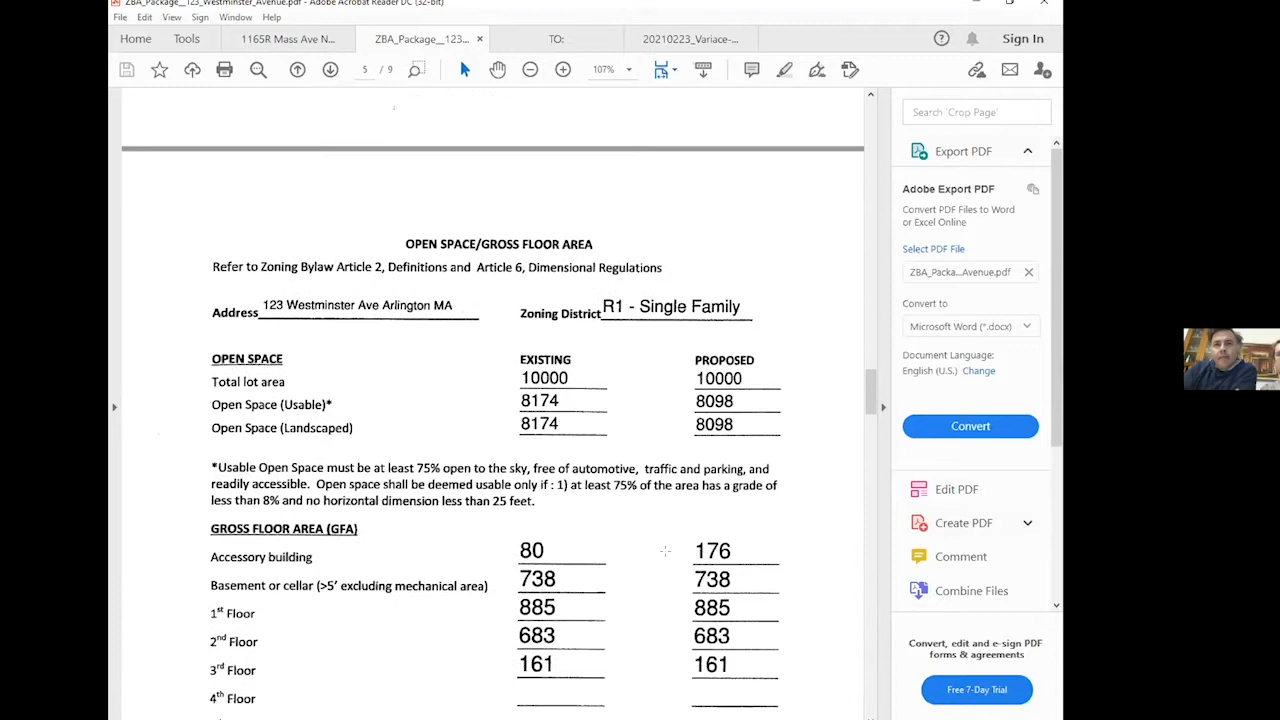 ZBA_Package__123_Westminster_Avenue.pdf - Adobe Acrobat Reader DC (32-bit)
File Edit View Sign Window Help
Home Tools 1165R Mass Ave N... ZBA_Package__123... × TO: 20210223_Variace-... Sign In
5 / 9 107%
Search 'Crop Page'
Export PDF
Adobe Export PDF
Convert PDF Files to Word
or Excel Online
Select PDF File
ZBA_Packa...Avenue.pdf ×
Convert to
Microsoft Word (*.docx)
Document Language:
English (U.S.) Change
Convert
Edit PDF
Create PDF
Comment
Combine Files
Convert, edit and e-sign PDF
forms & agreements
Free 7-Day Trial
OPEN SPACE/GROSS FLOOR AREA
Refer to Zoning Bylaw Article 2, Definitions and Article 6, Dimensional Regulations
Address 123 Westminster Ave Arlington MA Zoning District R1 - Single Family
OPEN SPACE EXISTING PROPOSED
Total lot area 10000 10000
Open Space (Usable)* 8174 8098
Open Space (Landscaped) 8174 8098
*Usable Open Space must be at least 75% open to the sky, free of automotive, traffic and parking, and
readily accessible. Open space shall be deemed usable only if : 1) at least 75% of the area has a grade of
less than 8% and no horizontal dimension less than 25 feet.
GROSS FLOOR AREA (GFA)
Accessory building 80 176
Basement or cellar (>5' excluding mechanical area) 738 738
1st Floor 885 885
2nd Floor 683 683
3rd Floor 161 161
4th Floor